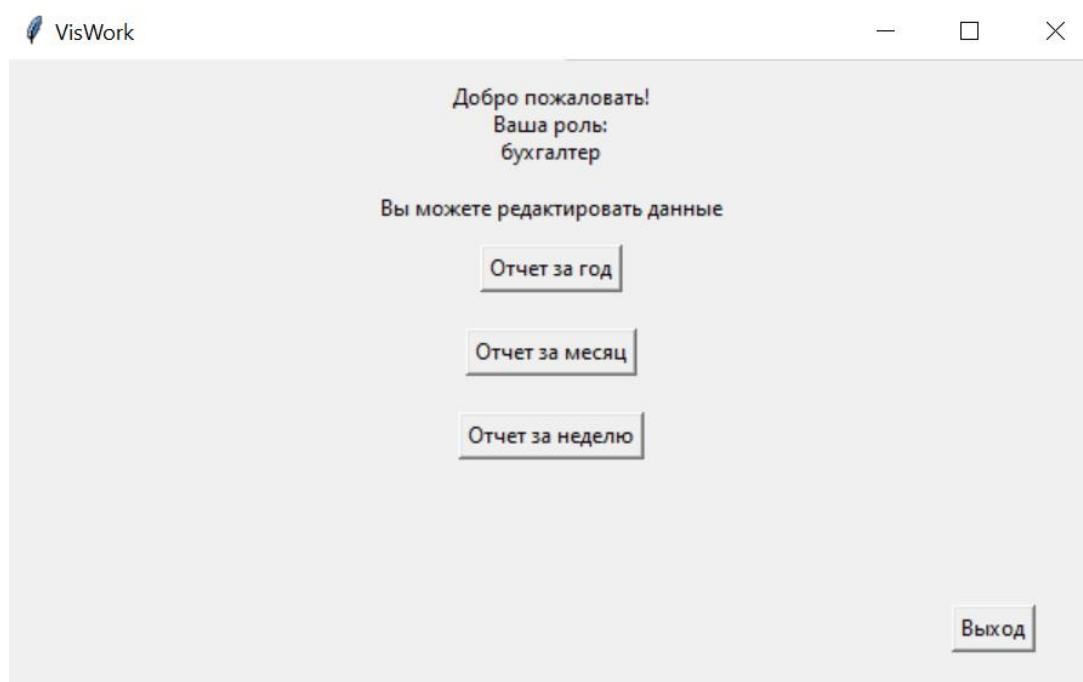 VisWork
Добро пожаловать!
Ваша роль:
бухгалтер
Вы можете редактировать данные
Отчет за год
Отчет за месяц
Отчет за неделю
Выход